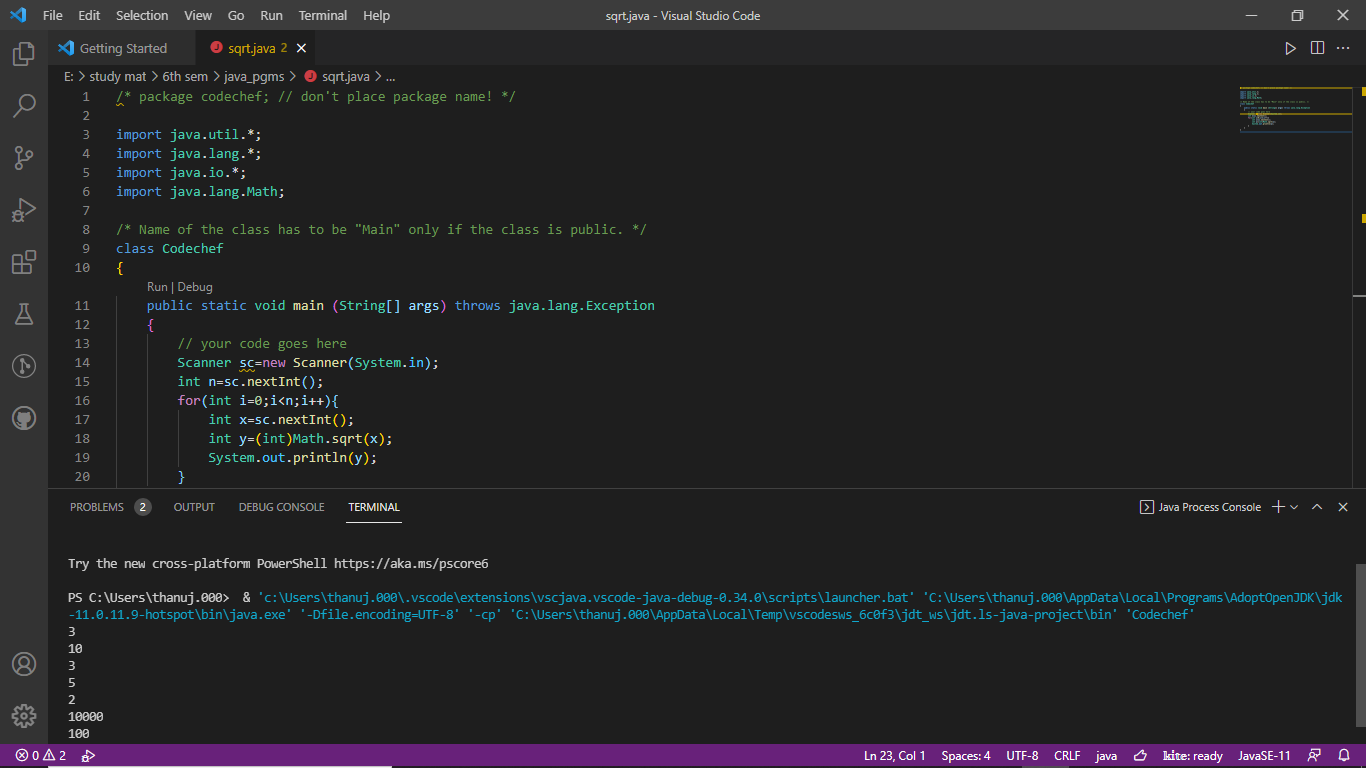 File Edit Selection View Go Run Terminal Help sqrt.java - Visual Studio Code
Getting Started sqrt.java 2
E: > study mat > 6th sem > java_pgms > sqrt.java > ...
1 /* package codechef; // don't place package name! */
2
3 import java.util.*;
4 import java.lang.*;
5 import java.io.*;
6 import java.lang.Math;
7
8 /* Name of the class has to be "Main" only if the class is public. */
9 class Codechef
10 {
Run | Debug
11 public static void main (String[] args) throws java.lang.Exception
12 {
13 // your code goes here
14 Scanner sc=new Scanner(System.in);
15 int n=sc.nextInt();
16 for(int i=0;i<n;i++){
17 int x=sc.nextInt();
18 int y=(int)Math.sqrt(x);
19 System.out.println(y);
20 }
PROBLEMS 2 OUTPUT DEBUG CONSOLE TERMINAL Java Process Console
Try the new cross-platform PowerShell https://aka.ms/pscore6
PS C:\Users\thanuj.000> & 'c:\Users\thanuj.000\.vscode\extensions\vscjava.vscode-java-debug-0.34.0\scripts\launcher.bat' 'C:\Users\thanuj.000\AppData\Local\Programs\AdoptOpenJDK\jdk
-11.0.11.9-hotspot\bin\java.exe' '-Dfile.encoding=UTF-8' '-cp' 'C:\Users\thanuj.000\AppData\Local\Temp\vscodesws_6c0f3\jdt_ws\jdt.ls-java-project\bin' 'Codechef'
3
10
3
5
2
10000
100
0 2 Ln 23, Col 1 Spaces: 4 UTF-8 CRLF java kite: ready JavaSE-11